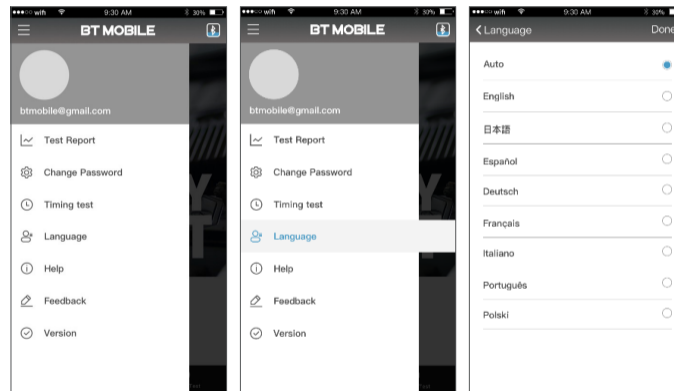 wifi 9:30 AM 30%
BT MOBILE
btmobile@gmail.com
Test Report
Change Password
Timing test
Language
Help
Feedback
Version
wifi 9:30 AM 30%
BT MOBILE
btmobile@gmail.com
Test Report
Change Password
Timing test
Language
Help
Feedback
Version
wifi 9:30 AM 30%
Language Done
Auto
English
日本語
Español
Deutsch
Français
Italiano
Português
Polski